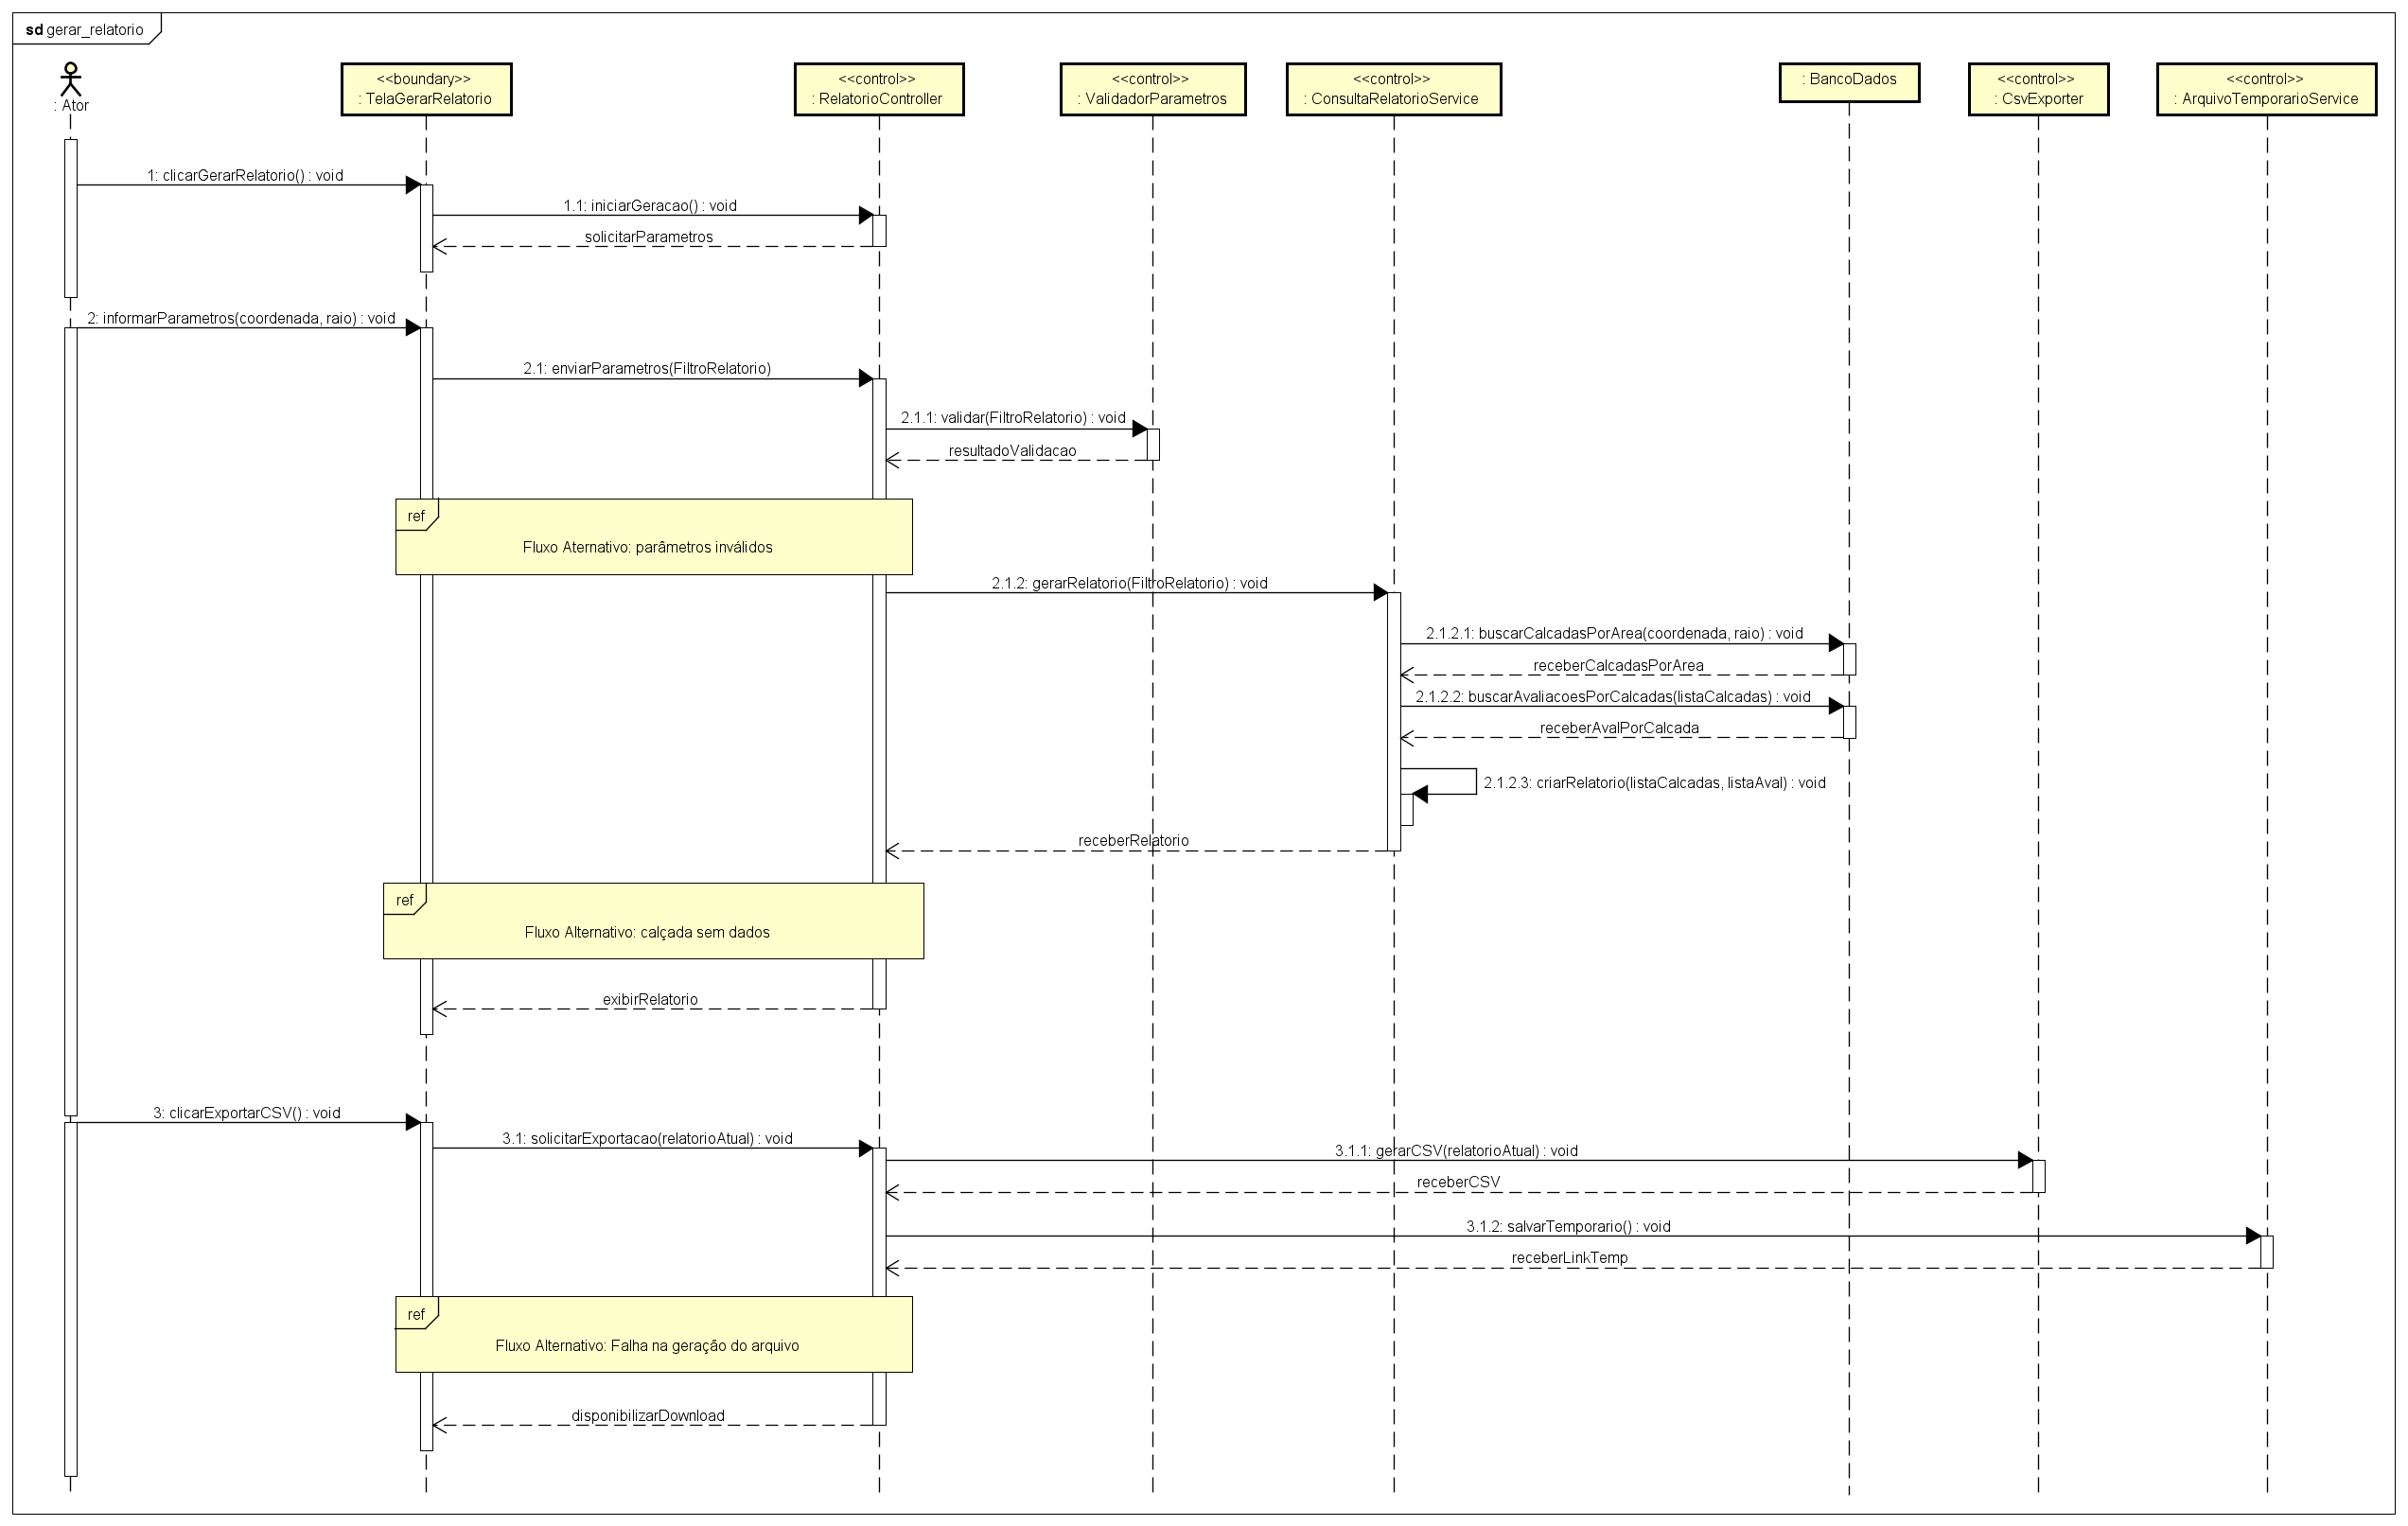 sd gerar_relatorio
: Ator
<<boundary>>
: TelaGerarRelatorio
<<control>>
: RelatorioController
<<control>>
: ValidadorParametros
<<control>>
: ConsultaRelatorioService
: BancoDados
<<control>>
: CsvExporter
<<control>>
: ArquivoTemporarioService
1: clicarGerarRelatorio() : void
1.1: iniciarGeracao() : void
solicitarParametros
2: informarParametros(coordenada, raio) : void
2.1: enviarParametros(FiltroRelatorio)
2.1.1: validar(FiltroRelatorio) : void
resultadoValidacao
ref
Fluxo Aternativo: parâmetros inválidos
2.1.2: gerarRelatorio(FiltroRelatorio) : void
2.1.2.1: buscarCalcadasPorArea(coordenada, raio) : void
receberCalcadasPorArea
2.1.2.2: buscarAvaliacoesPorCalcadas(listaCalcadas) : void
receberAvalPorCalcada
2.1.2.3: criarRelatorio(listaCalcadas, listaAval) : void
receberRelatorio
ref
Fluxo Alternativo: calçada sem dados
exibirRelatorio
3: clicarExportarCSV() : void
3.1: solicitarExportacao(relatorioAtual) : void
3.1.1: gerarCSV(relatorioAtual) : void
receberCSV
3.1.2: salvarTemporario() : void
receberLinkTemp
ref
Fluxo Alternativo: Falha na geração do arquivo
disponibilizarDownload